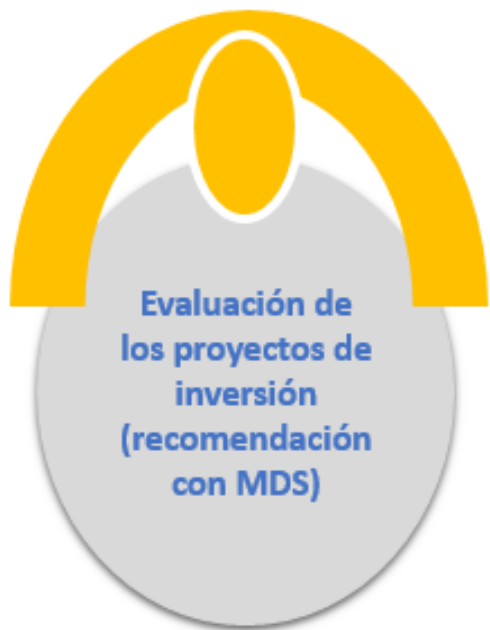 Evaluación de
los proyectos de
inversión
(recomendación
con MDS)